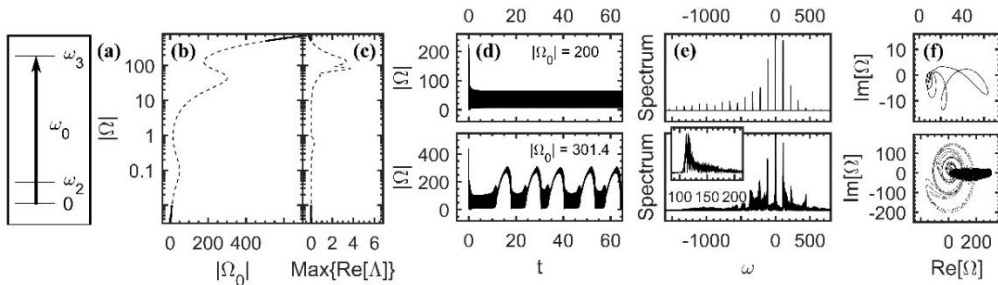 (a)
ω3
ω0
ω2
0
(b)
|Ω|
100
10
1
0.1
0 200 400
|Ω0|
(c)
0 2 4 6
Max{Re[Λ]}
(d)
0 20 40 60
|Ω|
200
100
0
|Ω0| = 200
|Ω|
400
200
0
|Ω0| = 301.4
0 20 40 60
t
(e)
-1000 0 500
Spectrum
Spectrum
100 150 200
-1000 0 500
ω
(f)
0 40
Im[Ω]
10
0
-10
Im[Ω]
100
0
-100
-200
0 200
Re[Ω]